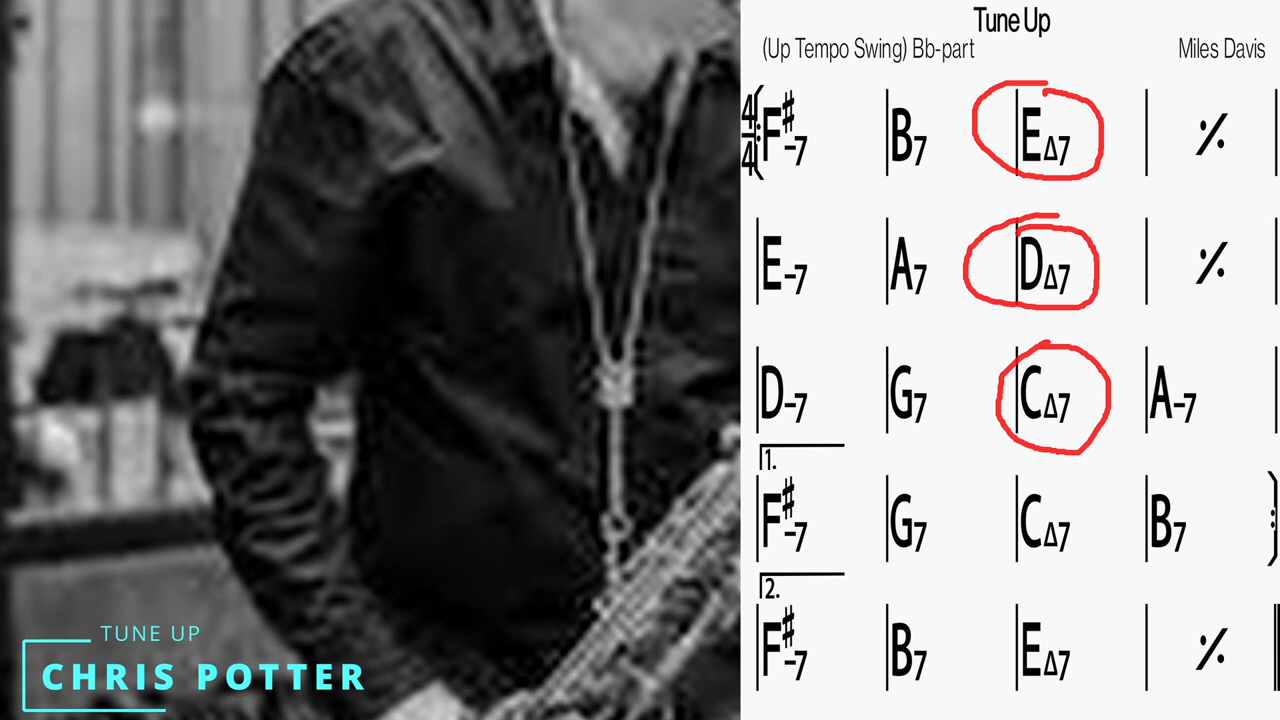 Tune Up
(Up Tempo Swing) Bb-part Miles Davis
4/4 F#-7 B7 EΔ7 𝄎
E-7 A7 DΔ7 𝄎
D-7 G7 CΔ7 A-7
1.
F#-7 G7 CΔ7 B7
2.
F#-7 B7 EΔ7 𝄎
TUNE UP
CHRIS POTTER